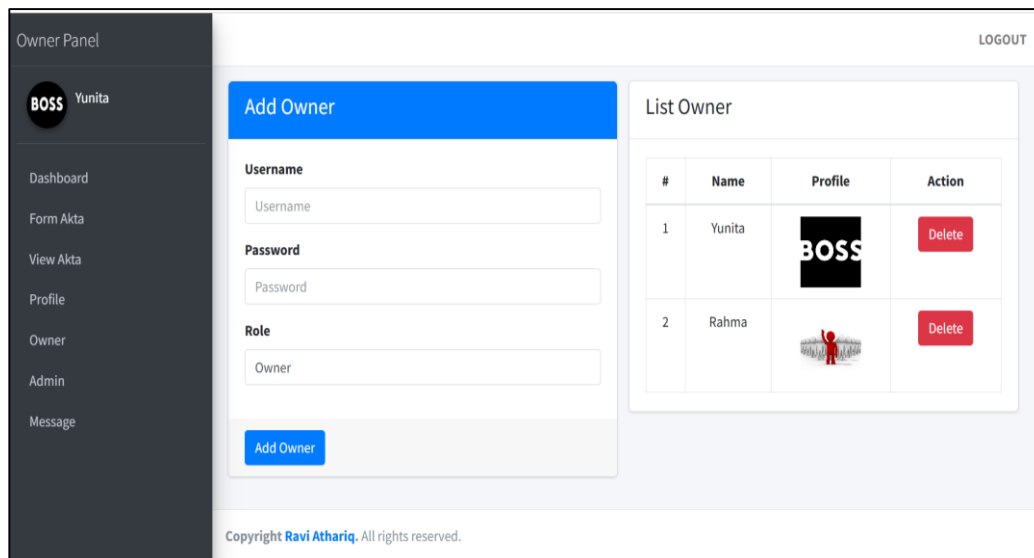 Owner Panel
LOGOUT
BOSS
Yunita
Dashboard
Form Akta
View Akta
Profile
Owner
Admin
Message
Add Owner
Username
Username
Password
Password
Role
Owner
Add Owner
List Owner
# Name Profile Action
1 Yunita BOSS Delete
2 Rahma Delete
Copyright Ravi Athariq. All rights reserved.